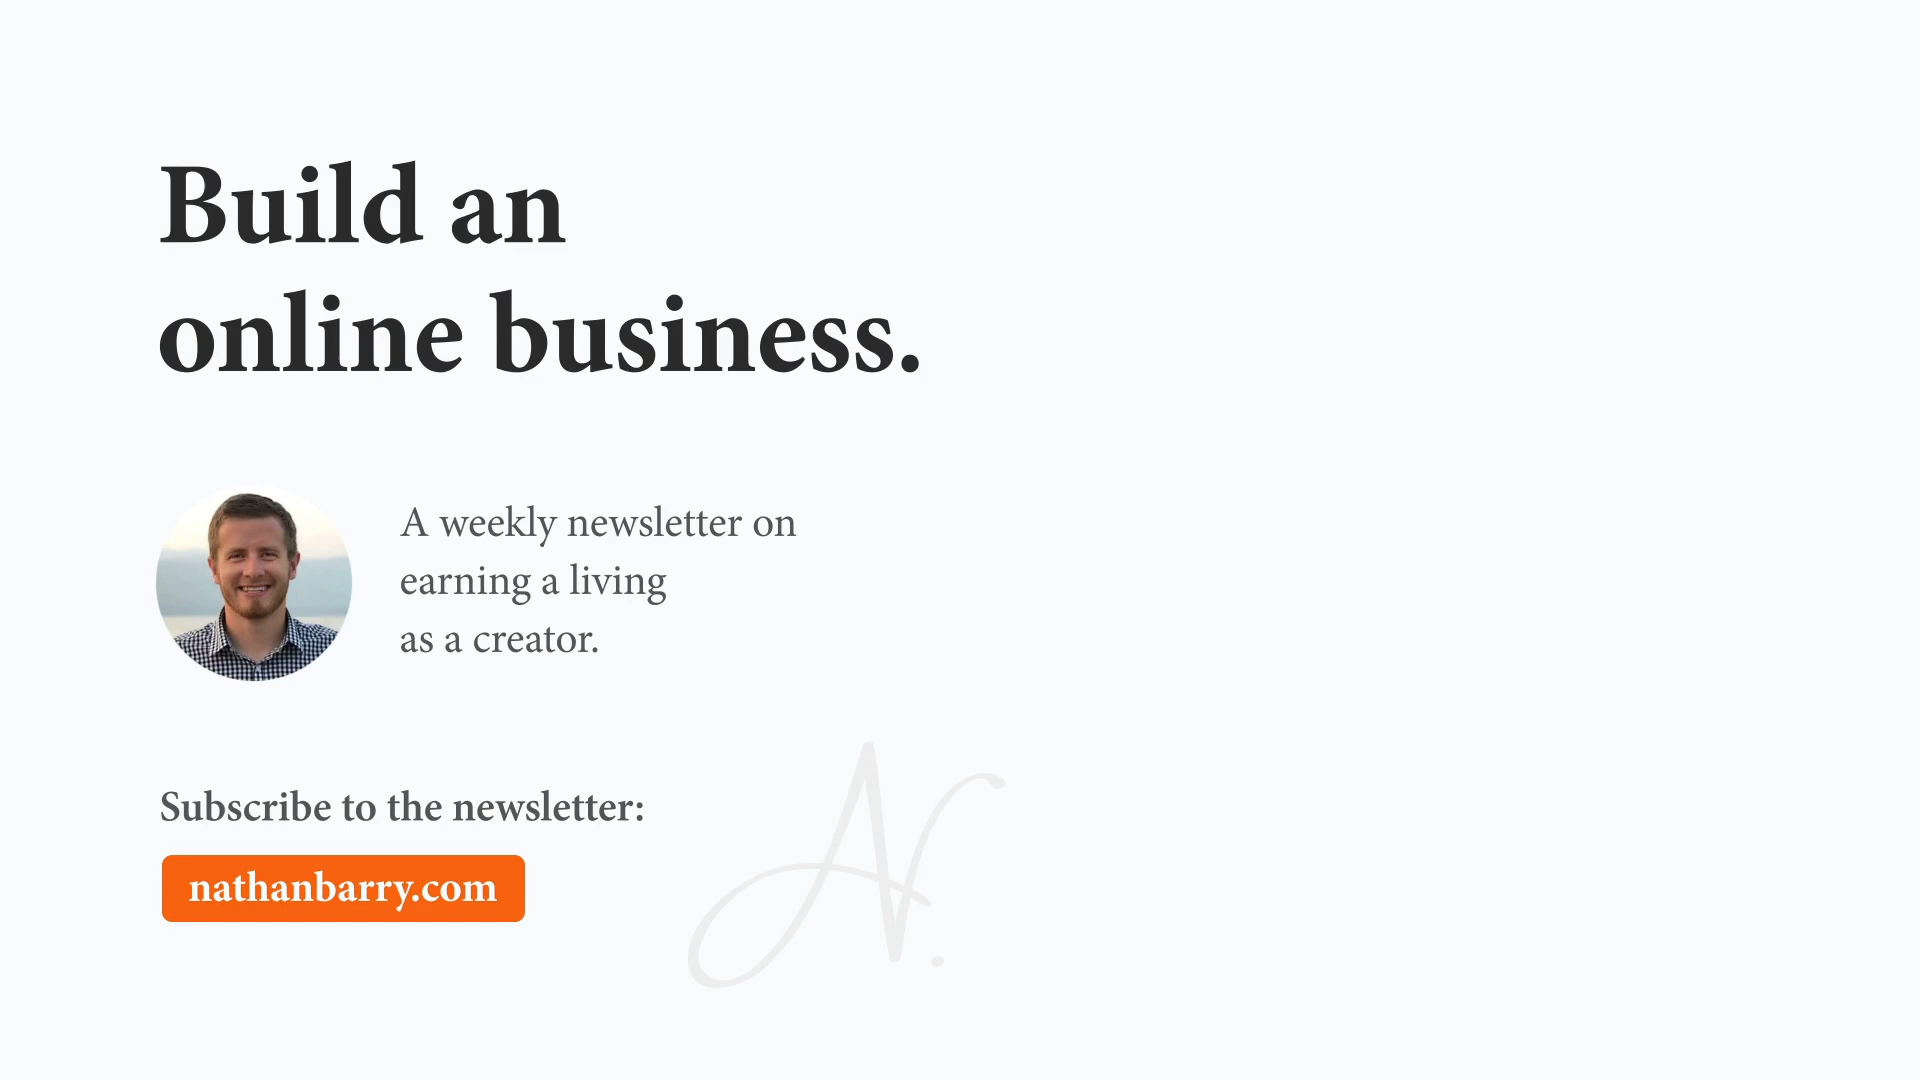 Build an
online business.
A weekly newsletter on
earning a living
as a creator.
Subscribe to the newsletter:
nathanbarry.com
N.